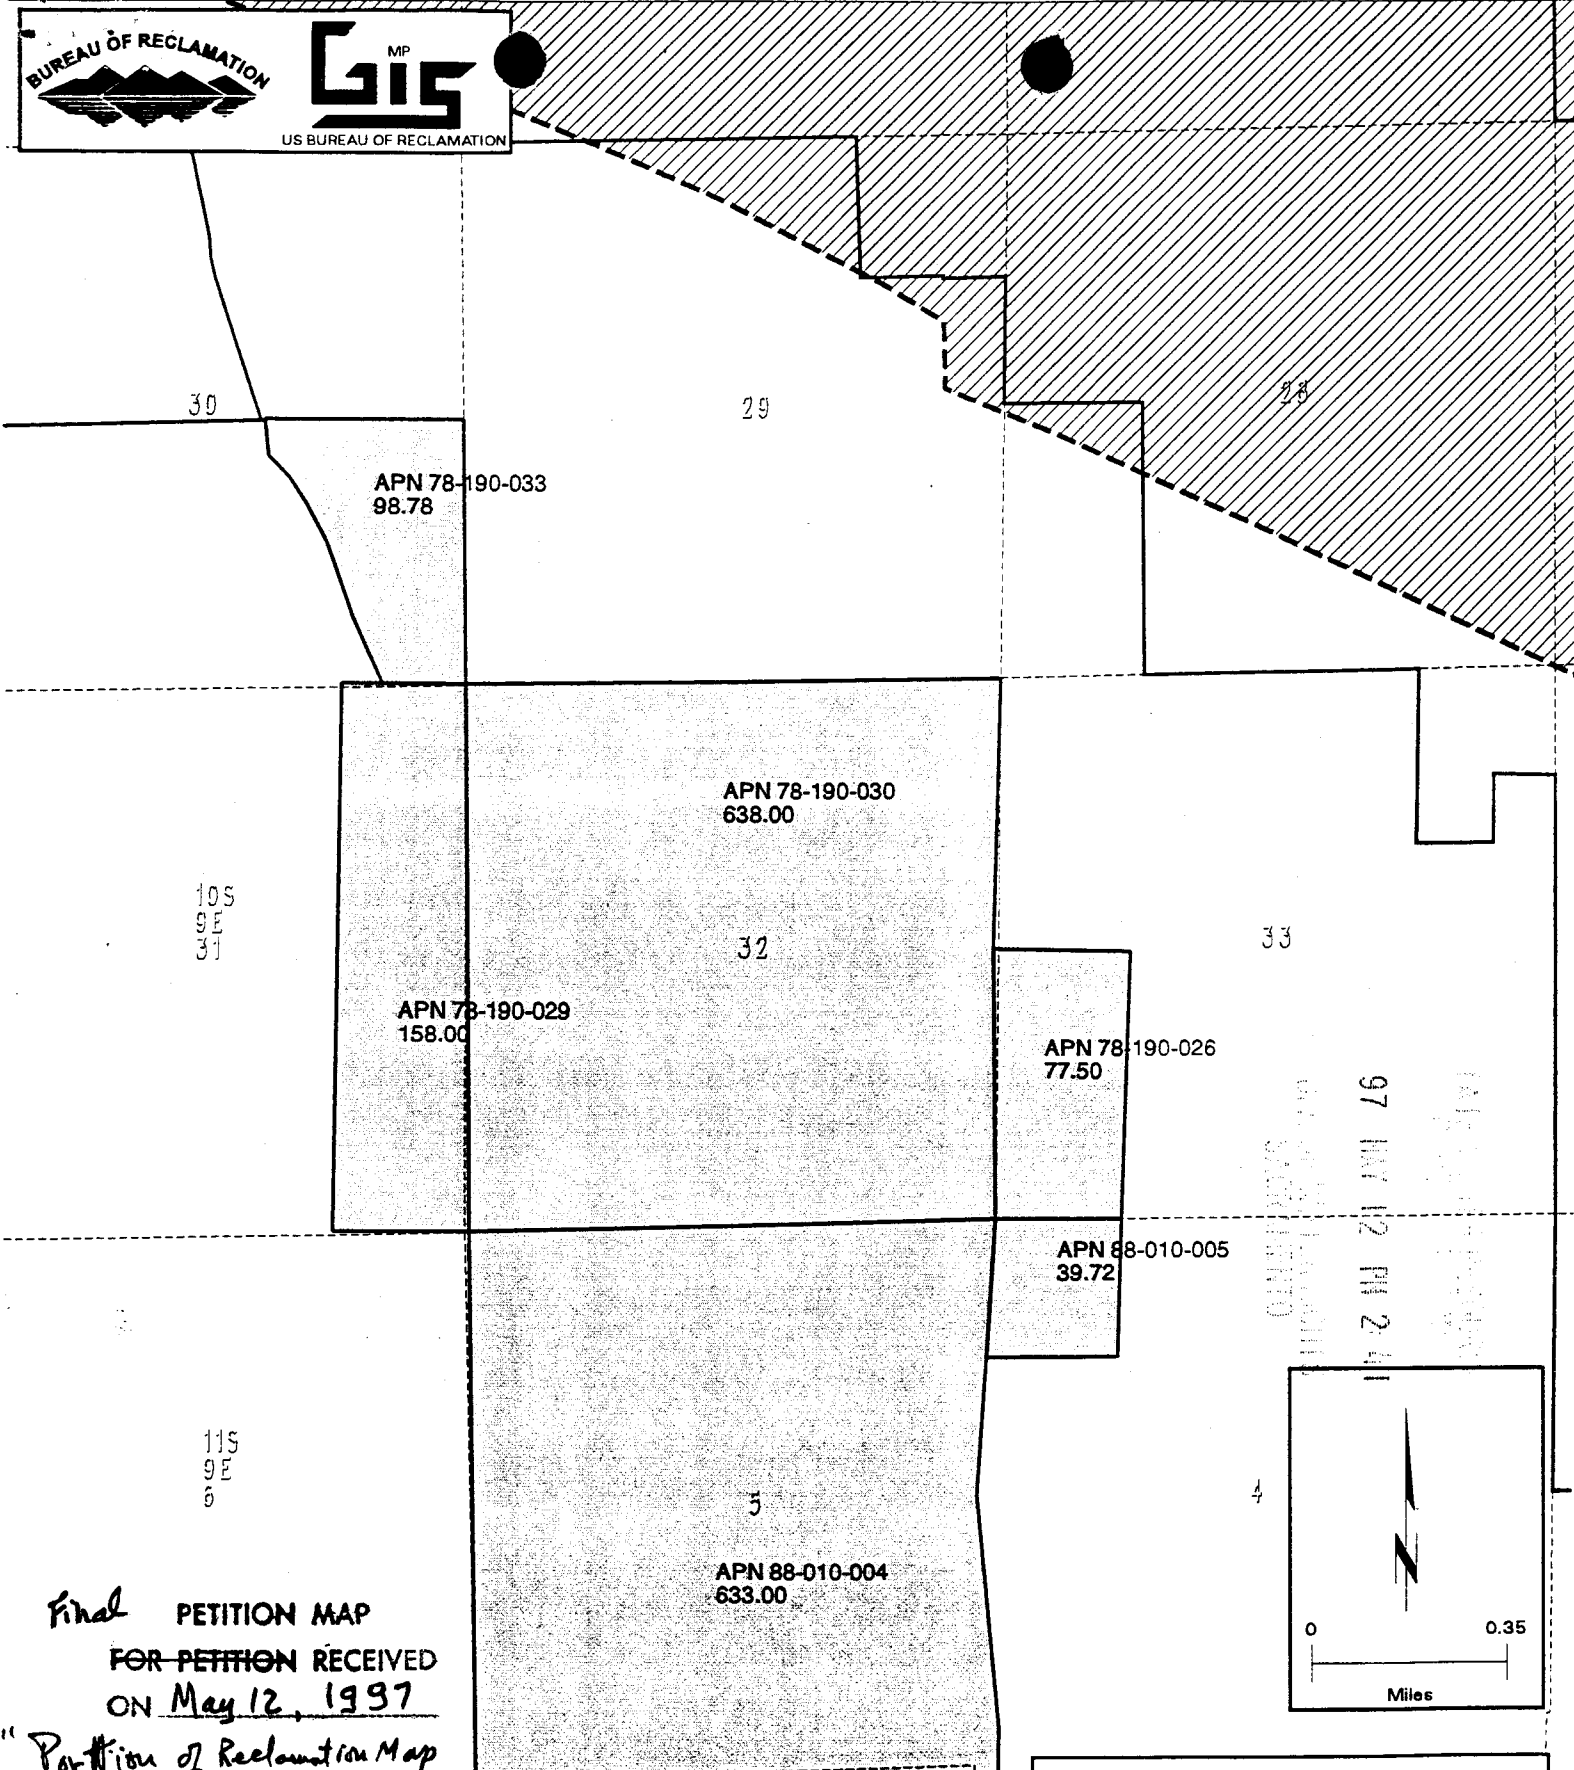 BUREAU OF RECLAMATION
MP
GIS
US BUREAU OF RECLAMATION
30
29
28
APN 78-190-033
98.78
APN 78-190-030
638.00
10S
9E
31
32
33
APN 78-190-029
158.00
APN 78-190-026
77.50
97 MAY 12 PM 2:41
SACRAMENTO
APN 88-010-005
39.72
11S
9E
6
5
4
APN 88-010-004
633.00
N
0 0.35
Miles
Final PETITION MAP
FOR PETITION RECEIVED
ON May 12, 1997
" Portion of Reclamation Map